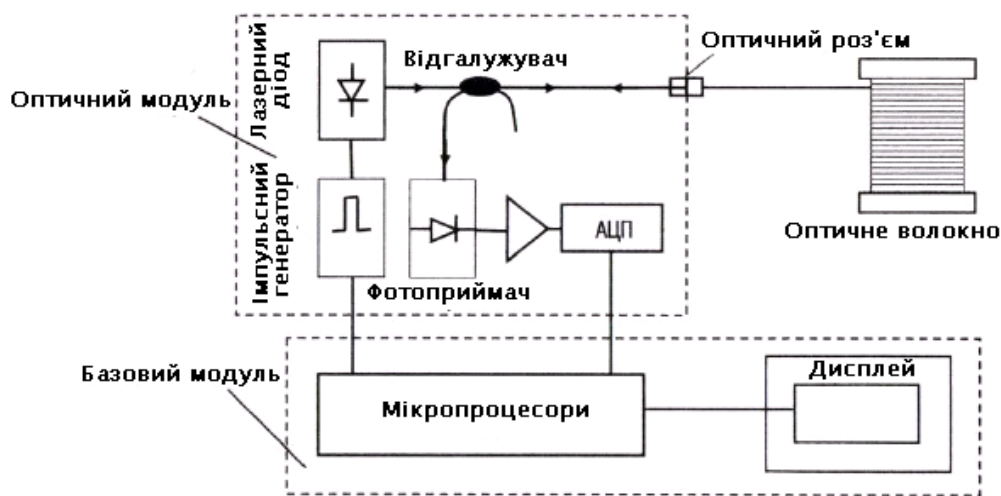 Оптичний роз'єм
Відгалужувач
Лазерний
діод
Оптичний модуль
Імпульсний
генератор
АЦП
Оптичне волокно
Фотоприймач
Базовий модуль
Дисплей
Мікропроцесори